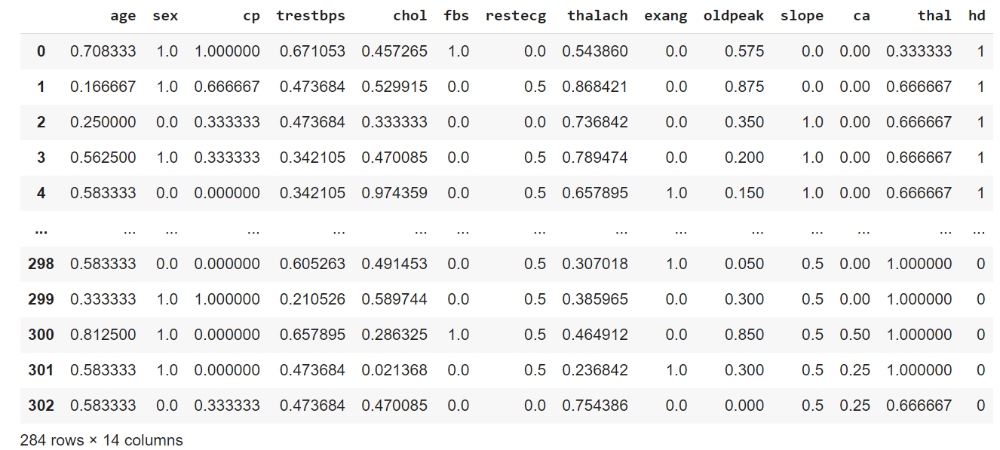 age sex cp trestbps chol fbs restecg thalach exang oldpeak slope ca thal hd
0 0.708333 1.0 1.000000 0.671053 0.457265 1.0 0.0 0.543860 0.0 0.575 0.0 0.00 0.333333 1
1 0.166667 1.0 0.666667 0.473684 0.529915 0.0 0.5 0.868421 0.0 0.875 0.0 0.00 0.666667 1
2 0.250000 0.0 0.333333 0.473684 0.333333 0.0 0.0 0.736842 0.0 0.350 1.0 0.00 0.666667 1
3 0.562500 1.0 0.333333 0.342105 0.470085 0.0 0.5 0.789474 0.0 0.200 1.0 0.00 0.666667 1
4 0.583333 0.0 0.000000 0.342105 0.974359 0.0 0.5 0.657895 1.0 0.150 1.0 0.00 0.666667 1
... ... ... ... ... ... ... ... ... ... ... ... ... ... ...
298 0.583333 0.0 0.000000 0.605263 0.491453 0.0 0.5 0.307018 1.0 0.050 0.5 0.00 1.000000 0
299 0.333333 1.0 1.000000 0.210526 0.589744 0.0 0.5 0.385965 0.0 0.300 0.5 0.00 1.000000 0
300 0.812500 1.0 0.000000 0.657895 0.286325 1.0 0.5 0.464912 0.0 0.850 0.5 0.50 1.000000 0
301 0.583333 1.0 0.000000 0.473684 0.021368 0.0 0.5 0.236842 1.0 0.300 0.5 0.25 1.000000 0
302 0.583333 0.0 0.333333 0.473684 0.470085 0.0 0.0 0.754386 0.0 0.000 0.5 0.25 0.666667 0
284 rows × 14 columns